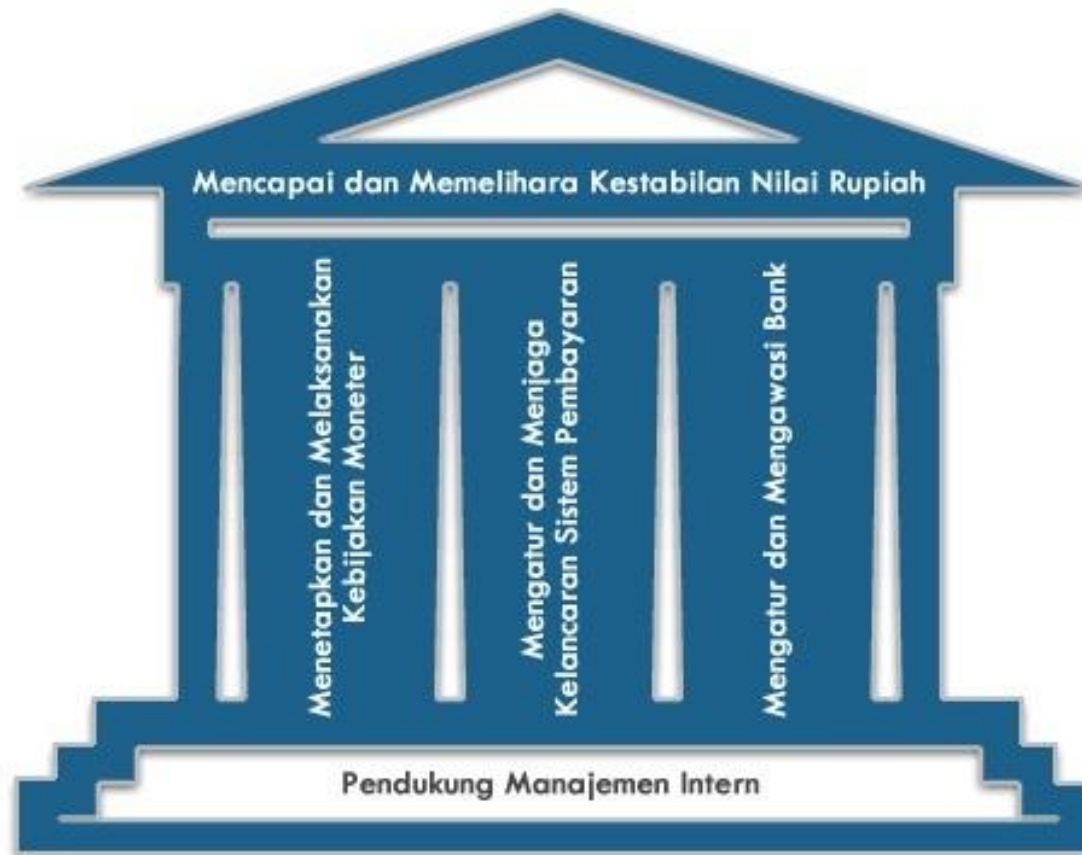 Mencapai dan Memelihara Kestabilan Nilai Rupiah
Menetapkan dan Melaksanakan
Kebijakan Moneter
Mengatur dan Menjaga
Kelancaran Sistem Pembayaran
Mengatur dan Mengawasi Bank
Pendukung Manajemen Intern